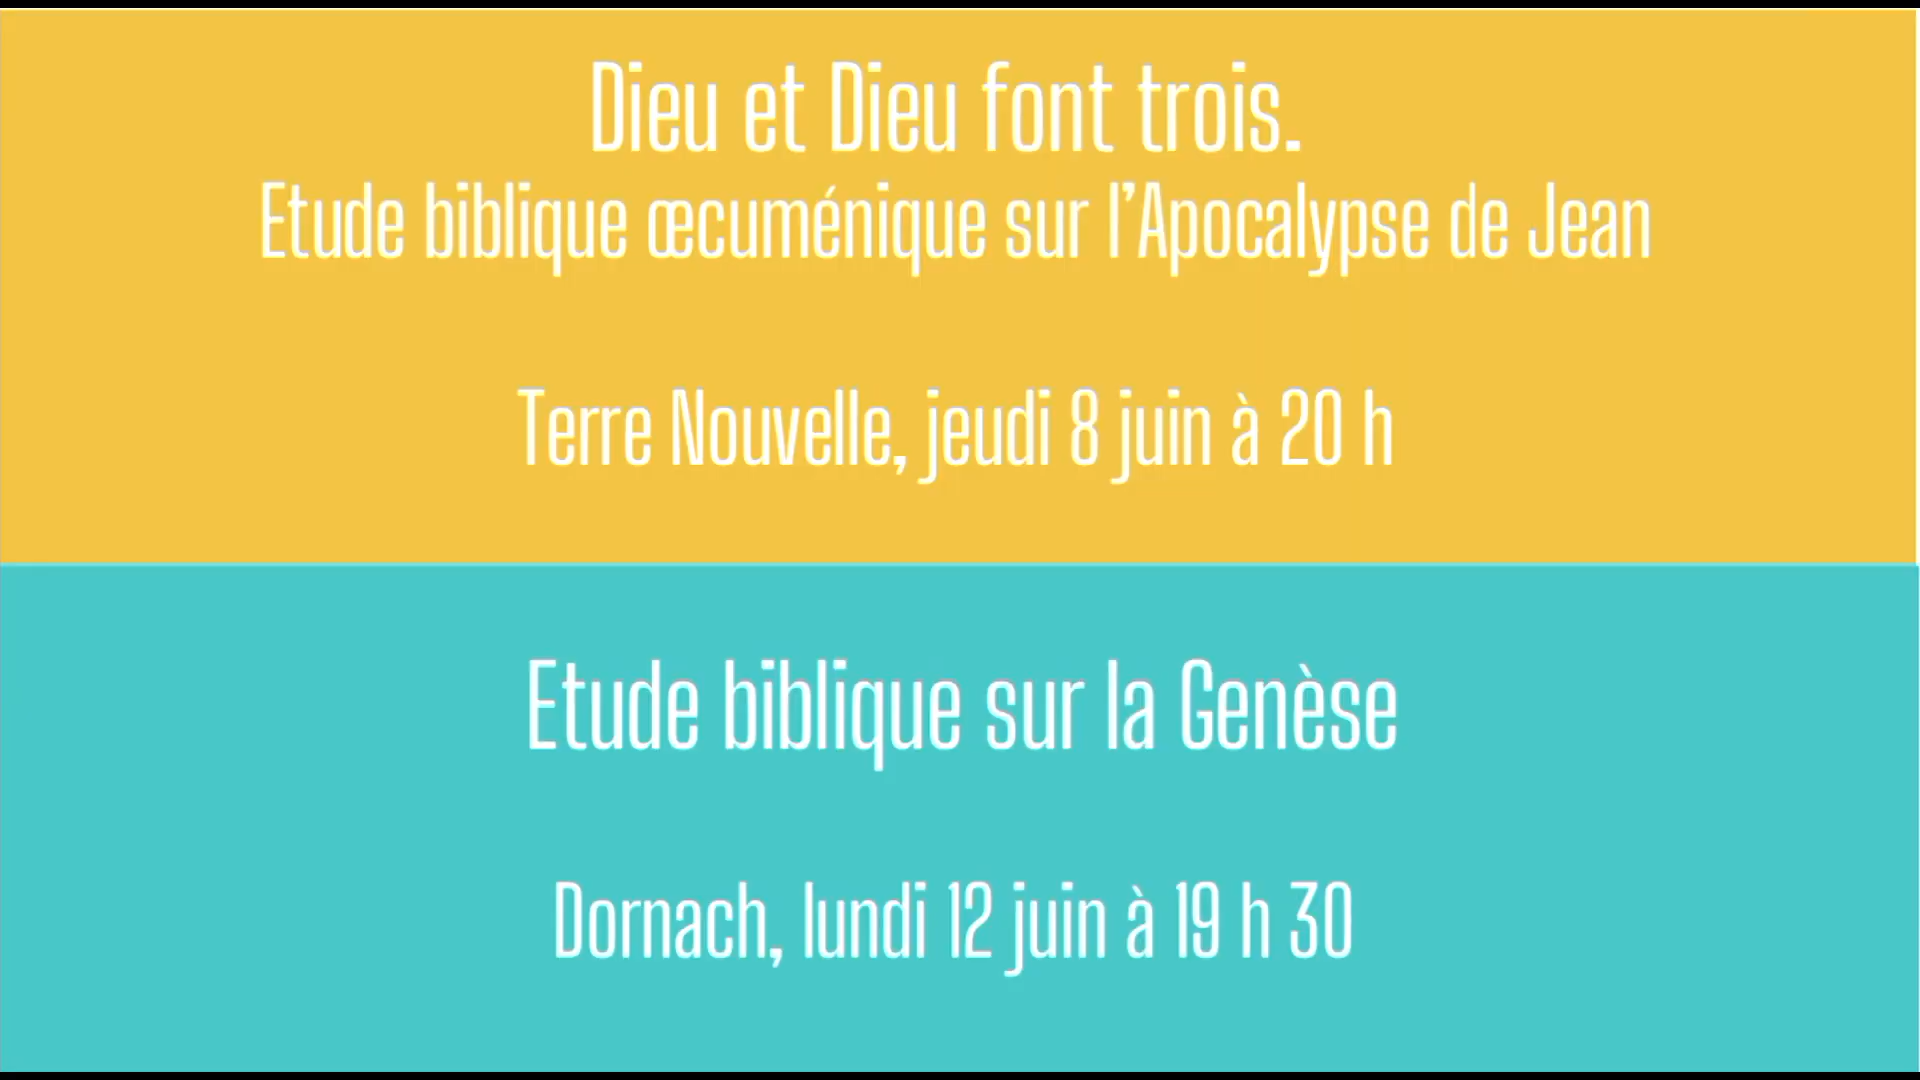 Dieu et Dieu font trois.
Etude biblique œcuménique sur l’Apocalypse de Jean
Terre Nouvelle, jeudi 8 juin à 20 h
Etude biblique sur la Genèse
Dornach, lundi 12 juin à 19 h 30